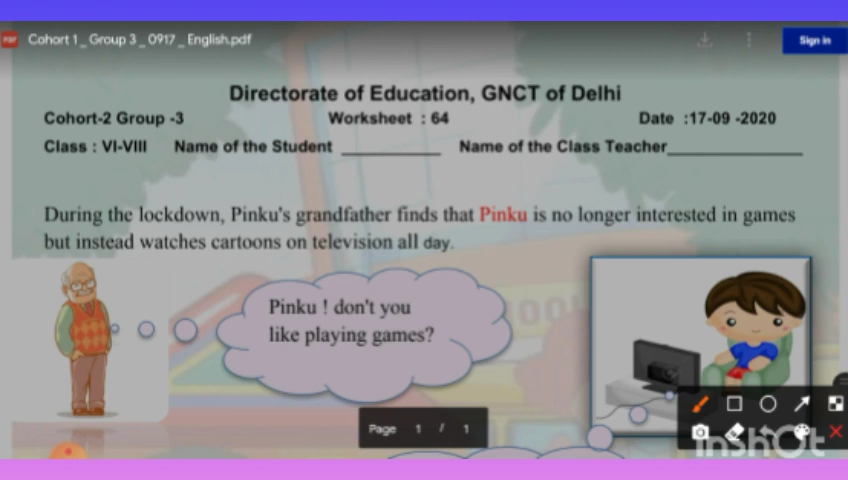 PDF Cohort 1 _ Group 3 _ 0917 _ English.pdf Sign in
Directorate of Education, GNCT of Delhi
Cohort-2 Group -3 Worksheet : 64 Date :17-09 -2020
Class : VI-VIII Name of the Student __________ Name of the Class Teacher______________
During the lockdown, Pinku's grandfather finds that Pinku is no longer interested in games
but instead watches cartoons on television all day.
Pinku ! don't you
like playing games?
Page 1 / 1
InShOt